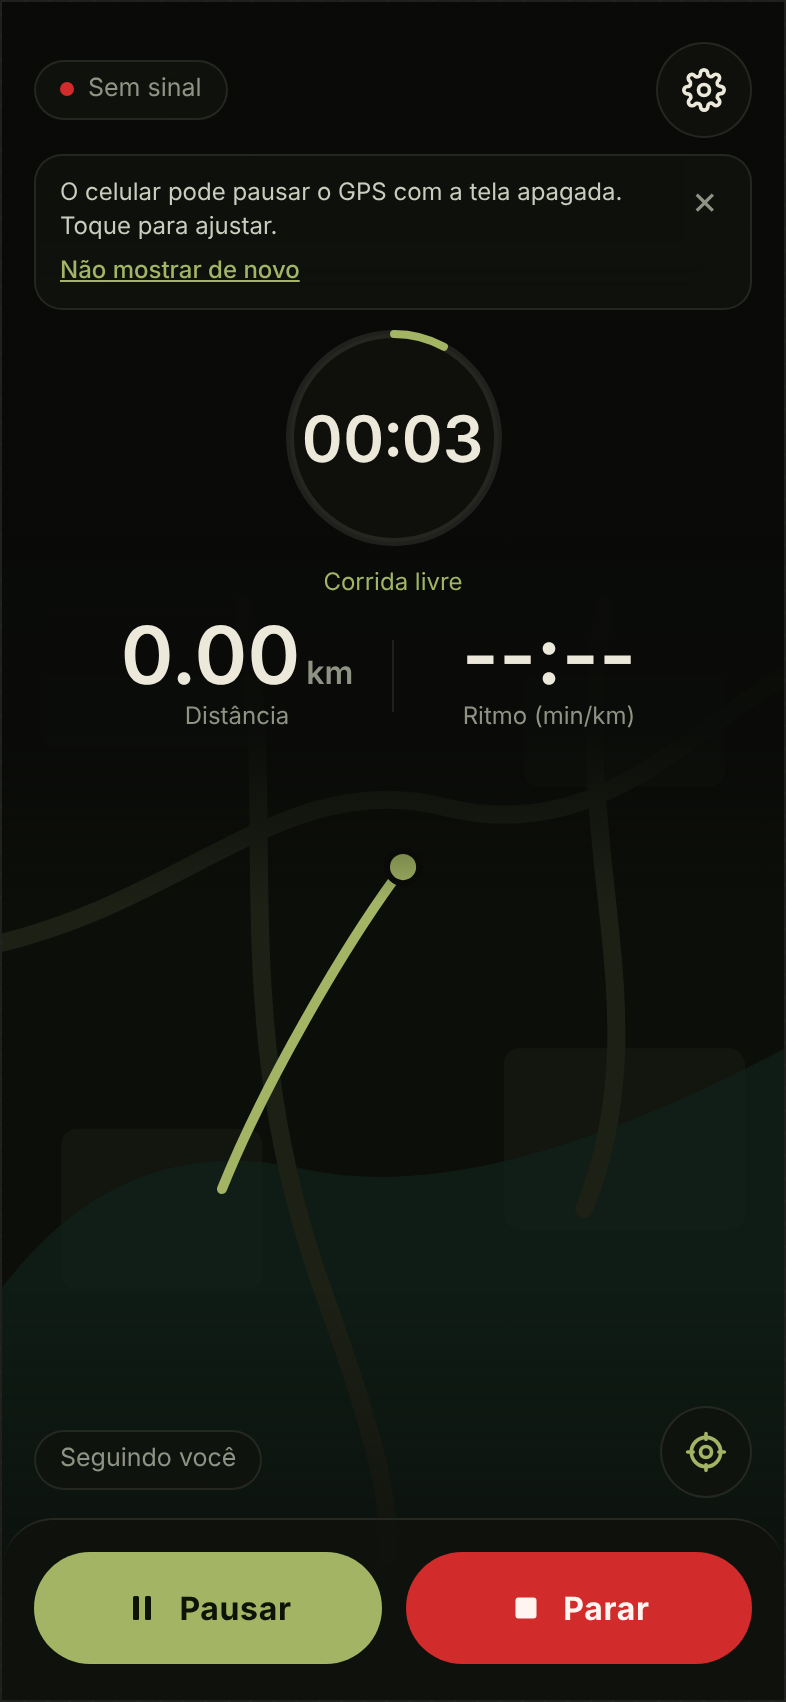 Sem sinal
O celular pode pausar o GPS com a tela apagada.
Toque para ajustar.
Não mostrar de novo
00:03
Corrida livre
0.00 km
--:--
Distância
Ritmo (min/km)
Seguindo você
Pausar
Parar